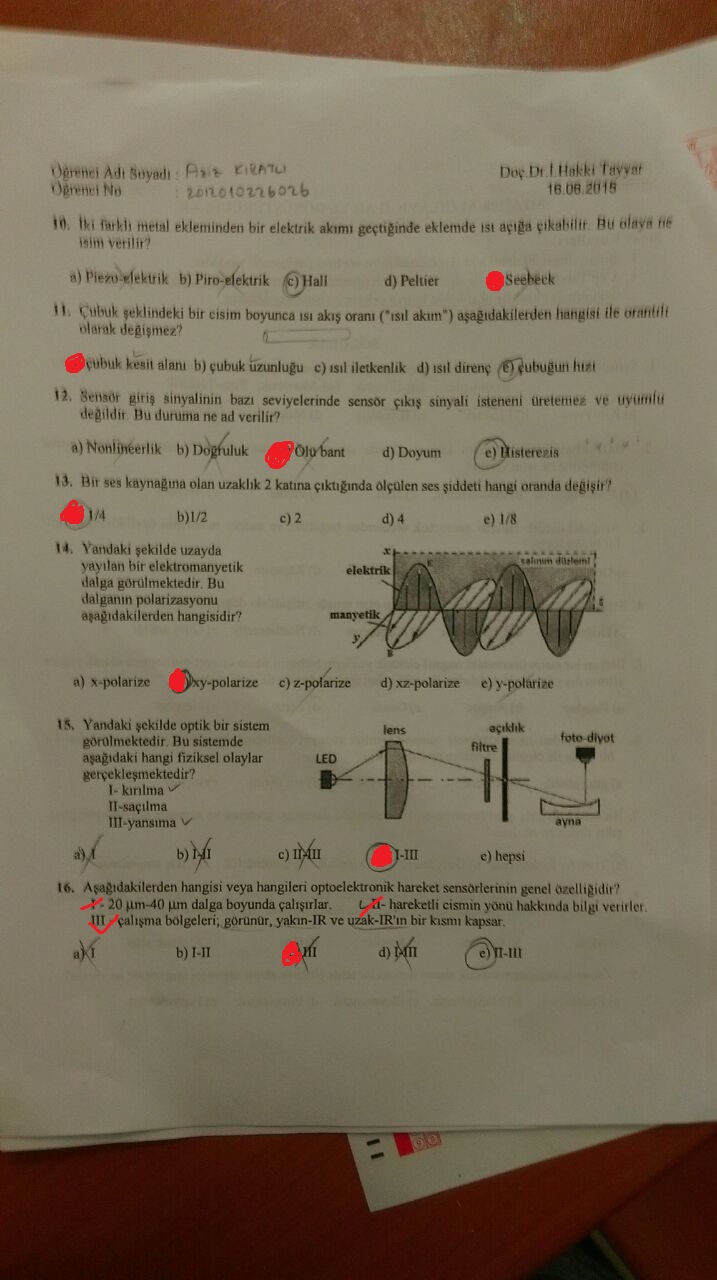 Öğrenci Adı Soyadı : Aziz KIRATLI
Doç.Dr.İ.Hakkı Tayyar
Öğrenci No : 2012010226026
10. İki farklı metal ekleminden bir elektrik akımı geçtiğinde eklemde ısı açığa çıkabilir. Bu olaya ne
isim verilir?
a) Piezo-elektrik b) Piro-elektrik c) Hall d) Peltier Seebeck
11. Çubuk şeklindeki bir cisim boyunca ısı akış oranı ("ısıl akım") aşağıdakilerden hangisi ile orantılı
olarak değişmez?
çubuk kesit alanı b) çubuk uzunluğu c) ısıl iletkenlik d) ısıl direnç e) çubuğun hızı
12. Sensör giriş sinyalinin bazı seviyelerinde sensör çıkış sinyali isteneni üretemez ve uyumlu
değildir. Bu duruma ne ad verilir?
a) Nonlineerlik b) Doğruluk Ölü bant d) Doyum e) Histerezis
13. Bir ses kaynağına olan uzaklık 2 katına çıktığında ölçülen ses şiddeti hangi oranda değişir?
1/4 b)1/2 c) 2 d) 4 e) 1/8
14. Yandaki şekilde uzayda
yayılan bir elektromanyetik
dalga görülmektedir. Bu
dalganın polarizasyonu
aşağıdakilerden hangisidir?
x
salınım düzlemi
elektrik
E
manyetik
y
B
a) x-polarize xy-polarize c) z-polarize d) xz-polarize e) y-polarize
15. Yandaki şekilde optik bir sistem
görülmektedir. Bu sistemde
aşağıdaki hangi fiziksel olaylar
gerçekleşmektedir?
I- kırılma
II-saçılma
III-yansıma
LED
lens
filtre
açıklık
foto-diyot
ayna
a) I b) I-II c) II-III I-III e) hepsi
16. Aşağıdakilerden hangisi veya hangileri optoelektronik hareket sensörlerinin genel özelliğidir?
I - 20 µm-40 µm dalga boyunda çalışırlar. II- hareketli cismin yönü hakkında bilgi verirler.
III çalışma bölgeleri; görünür, yakın-IR ve uzak-IR'ın bir kısmı kapsar.
a) I b) I-II III d) I-III e) II-III